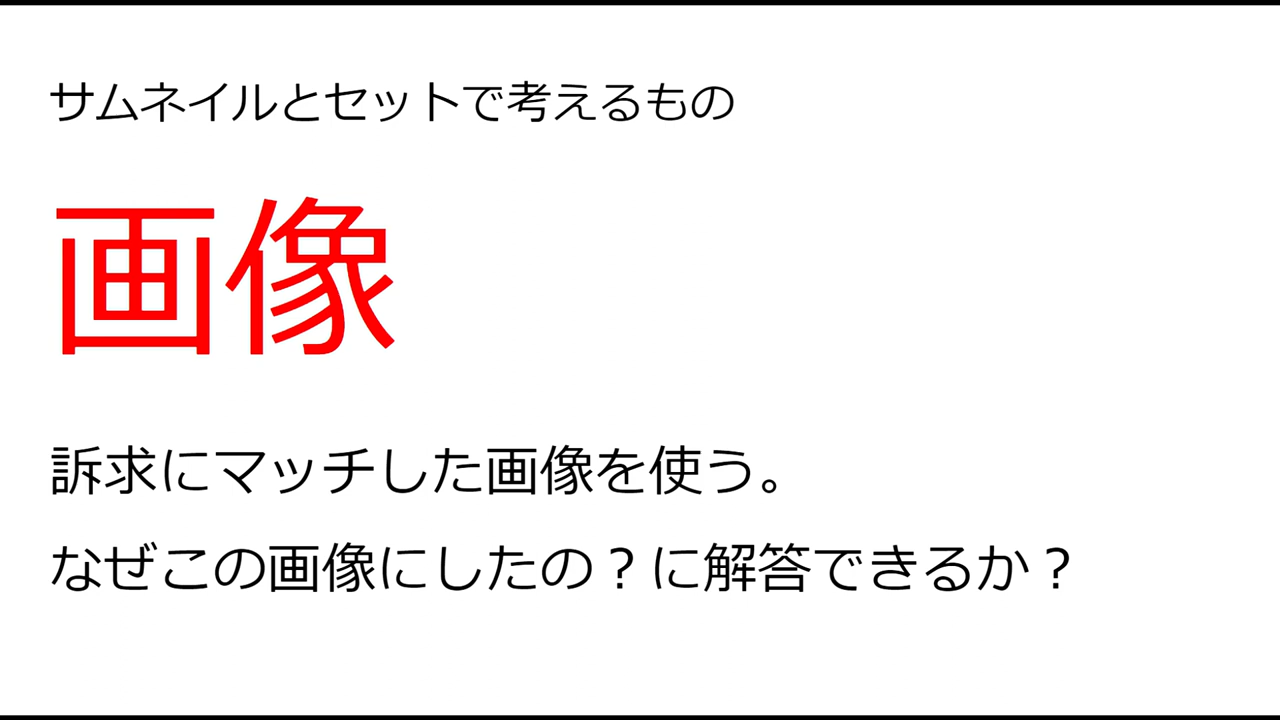 サムネイルとセットで考えるもの
画像
訴求にマッチした画像を使う。
なぜこの画像にしたの？に解答できるか？